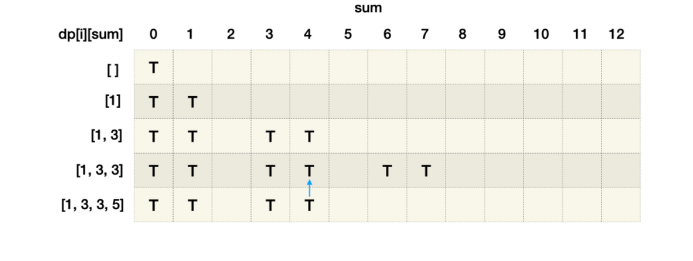 sum
dp[i][sum] 0 1 2 3 4 5 6 7 8 9 10 11 12
[ ] T
[1] T T
[1, 3] T T T T
[1, 3, 3] T T T T T T
[1, 3, 3, 5] T T T T